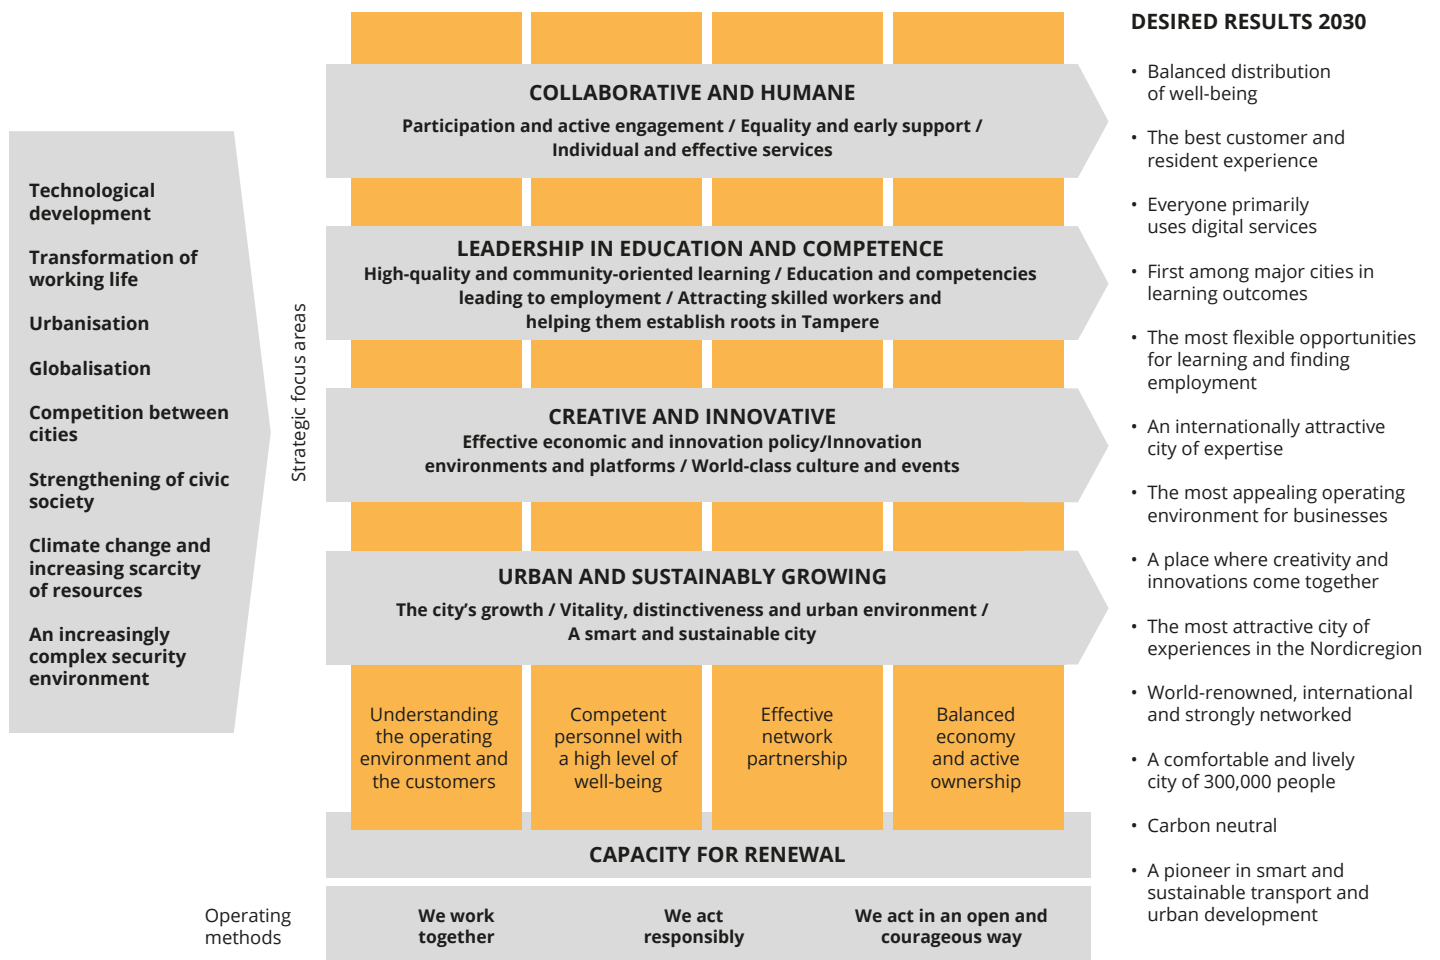 Technological
development
Transformation of
working life
Urbanisation
Globalisation
Competition between
cities
Strengthening of civic
society
Climate change and
increasing scarcity
of resources
An increasingly
complex security
environment
Strategic focus areas
COLLABORATIVE AND HUMANE
Participation and active engagement / Equality and early support /
Individual and effective services
LEADERSHIP IN EDUCATION AND COMPETENCE
High-quality and community-oriented learning / Education and competencies
leading to employment / Attracting skilled workers and
helping them establish roots in Tampere
CREATIVE AND INNOVATIVE
Effective economic and innovation policy/Innovation
environments and platforms / World-class culture and events
URBAN AND SUSTAINABLY GROWING
The city’s growth / Vitality, distinctiveness and urban environment /
A smart and sustainable city
Understanding
the operating
environment and
the customers
Competent
personnel with
a high level of
well-being
Effective
network
partnership
Balanced
economy
and active
ownership
CAPACITY FOR RENEWAL
Operating
methods
We work
together
We act
responsibly
We act in an open and
courageous way
DESIRED RESULTS 2030
• Balanced distribution
of well-being
• The best customer and
resident experience
• Everyone primarily
uses digital services
• First among major cities in
learning outcomes
• The most flexible opportunities
for learning and finding
employment
• An internationally attractive
city of expertise
• The most appealing operating
environment for businesses
• A place where creativity and
innovations come together
• The most attractive city of
experiences in the Nordicregion
• World-renowned, international
and strongly networked
• A comfortable and lively
city of 300,000 people
• Carbon neutral
• A pioneer in smart and
sustainable transport and
urban development